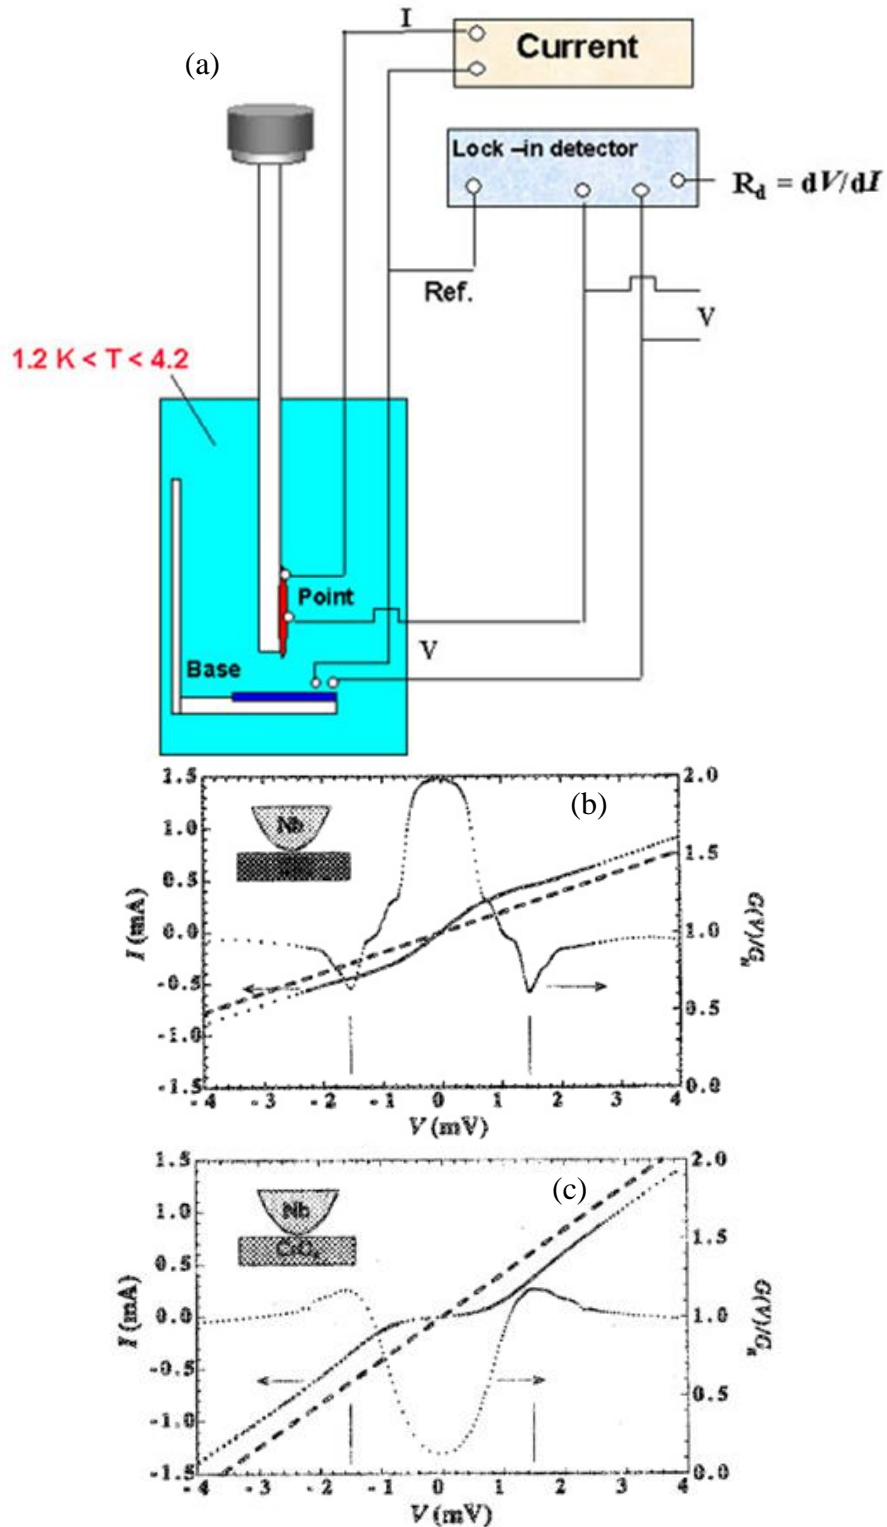 I
Current
(a)
Lock –in detector
R_d = dV/dI
Ref.
V
1.2 K < T < 4.2
Point
V
Base
(b)
Nb
1.5
1.0
0.5
0.0
-0.5
-1.0
-1.5
I (mA)
2.0
1.5
1.0
0.5
0.0
G(V)/G_n
-4 -3 -2 -1 0 1 2 3 4
V (mV)
(c)
Nb
CrO₂
1.5
1.0
0.5
0.0
-0.5
-1.0
-1.5
I (mA)
2.0
1.5
1.0
0.5
0.0
G(V)/G_n
-4 -3 -2 -1 0 1 2 3 4
V (mV)